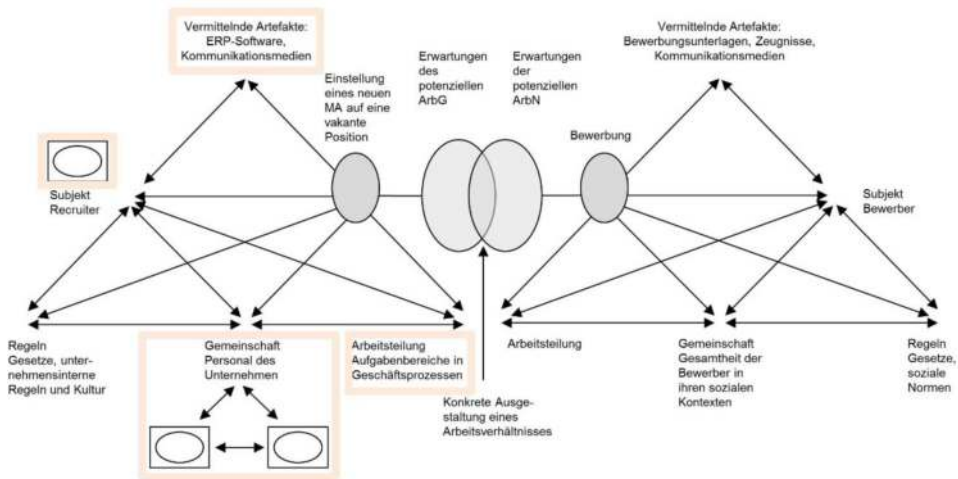 Vermittelnde Artefakte:
ERP-Software,
Kommunikationsmedien
Einstellung
eines neuen
MA auf eine
vakante
Position
Erwartungen
des
potenziellen
ArbG
Erwartungen
der
potenziellen
ArbN
Vermittelnde Artefakte:
Bewerbungsunterlagen, Zeugnisse,
Kommunikationsmedien
Bewerbung
Subjekt
Recruiter
Subjekt
Bewerber
Regeln
Gesetze, unter-
nehmensinterne
Regeln und Kultur
Gemeinschaft
Personal des
Unternehmen
Arbeitsteilung
Aufgabenbereiche in
Geschäftsprozessen
Konkrete Ausge-
staltung eines
Arbeitsverhältnisses
Arbeitsteilung
Gemeinschaft
Gesamtheit der
Bewerber in
ihren sozialen
Kontexten
Regeln
Gesetze,
soziale
Normen